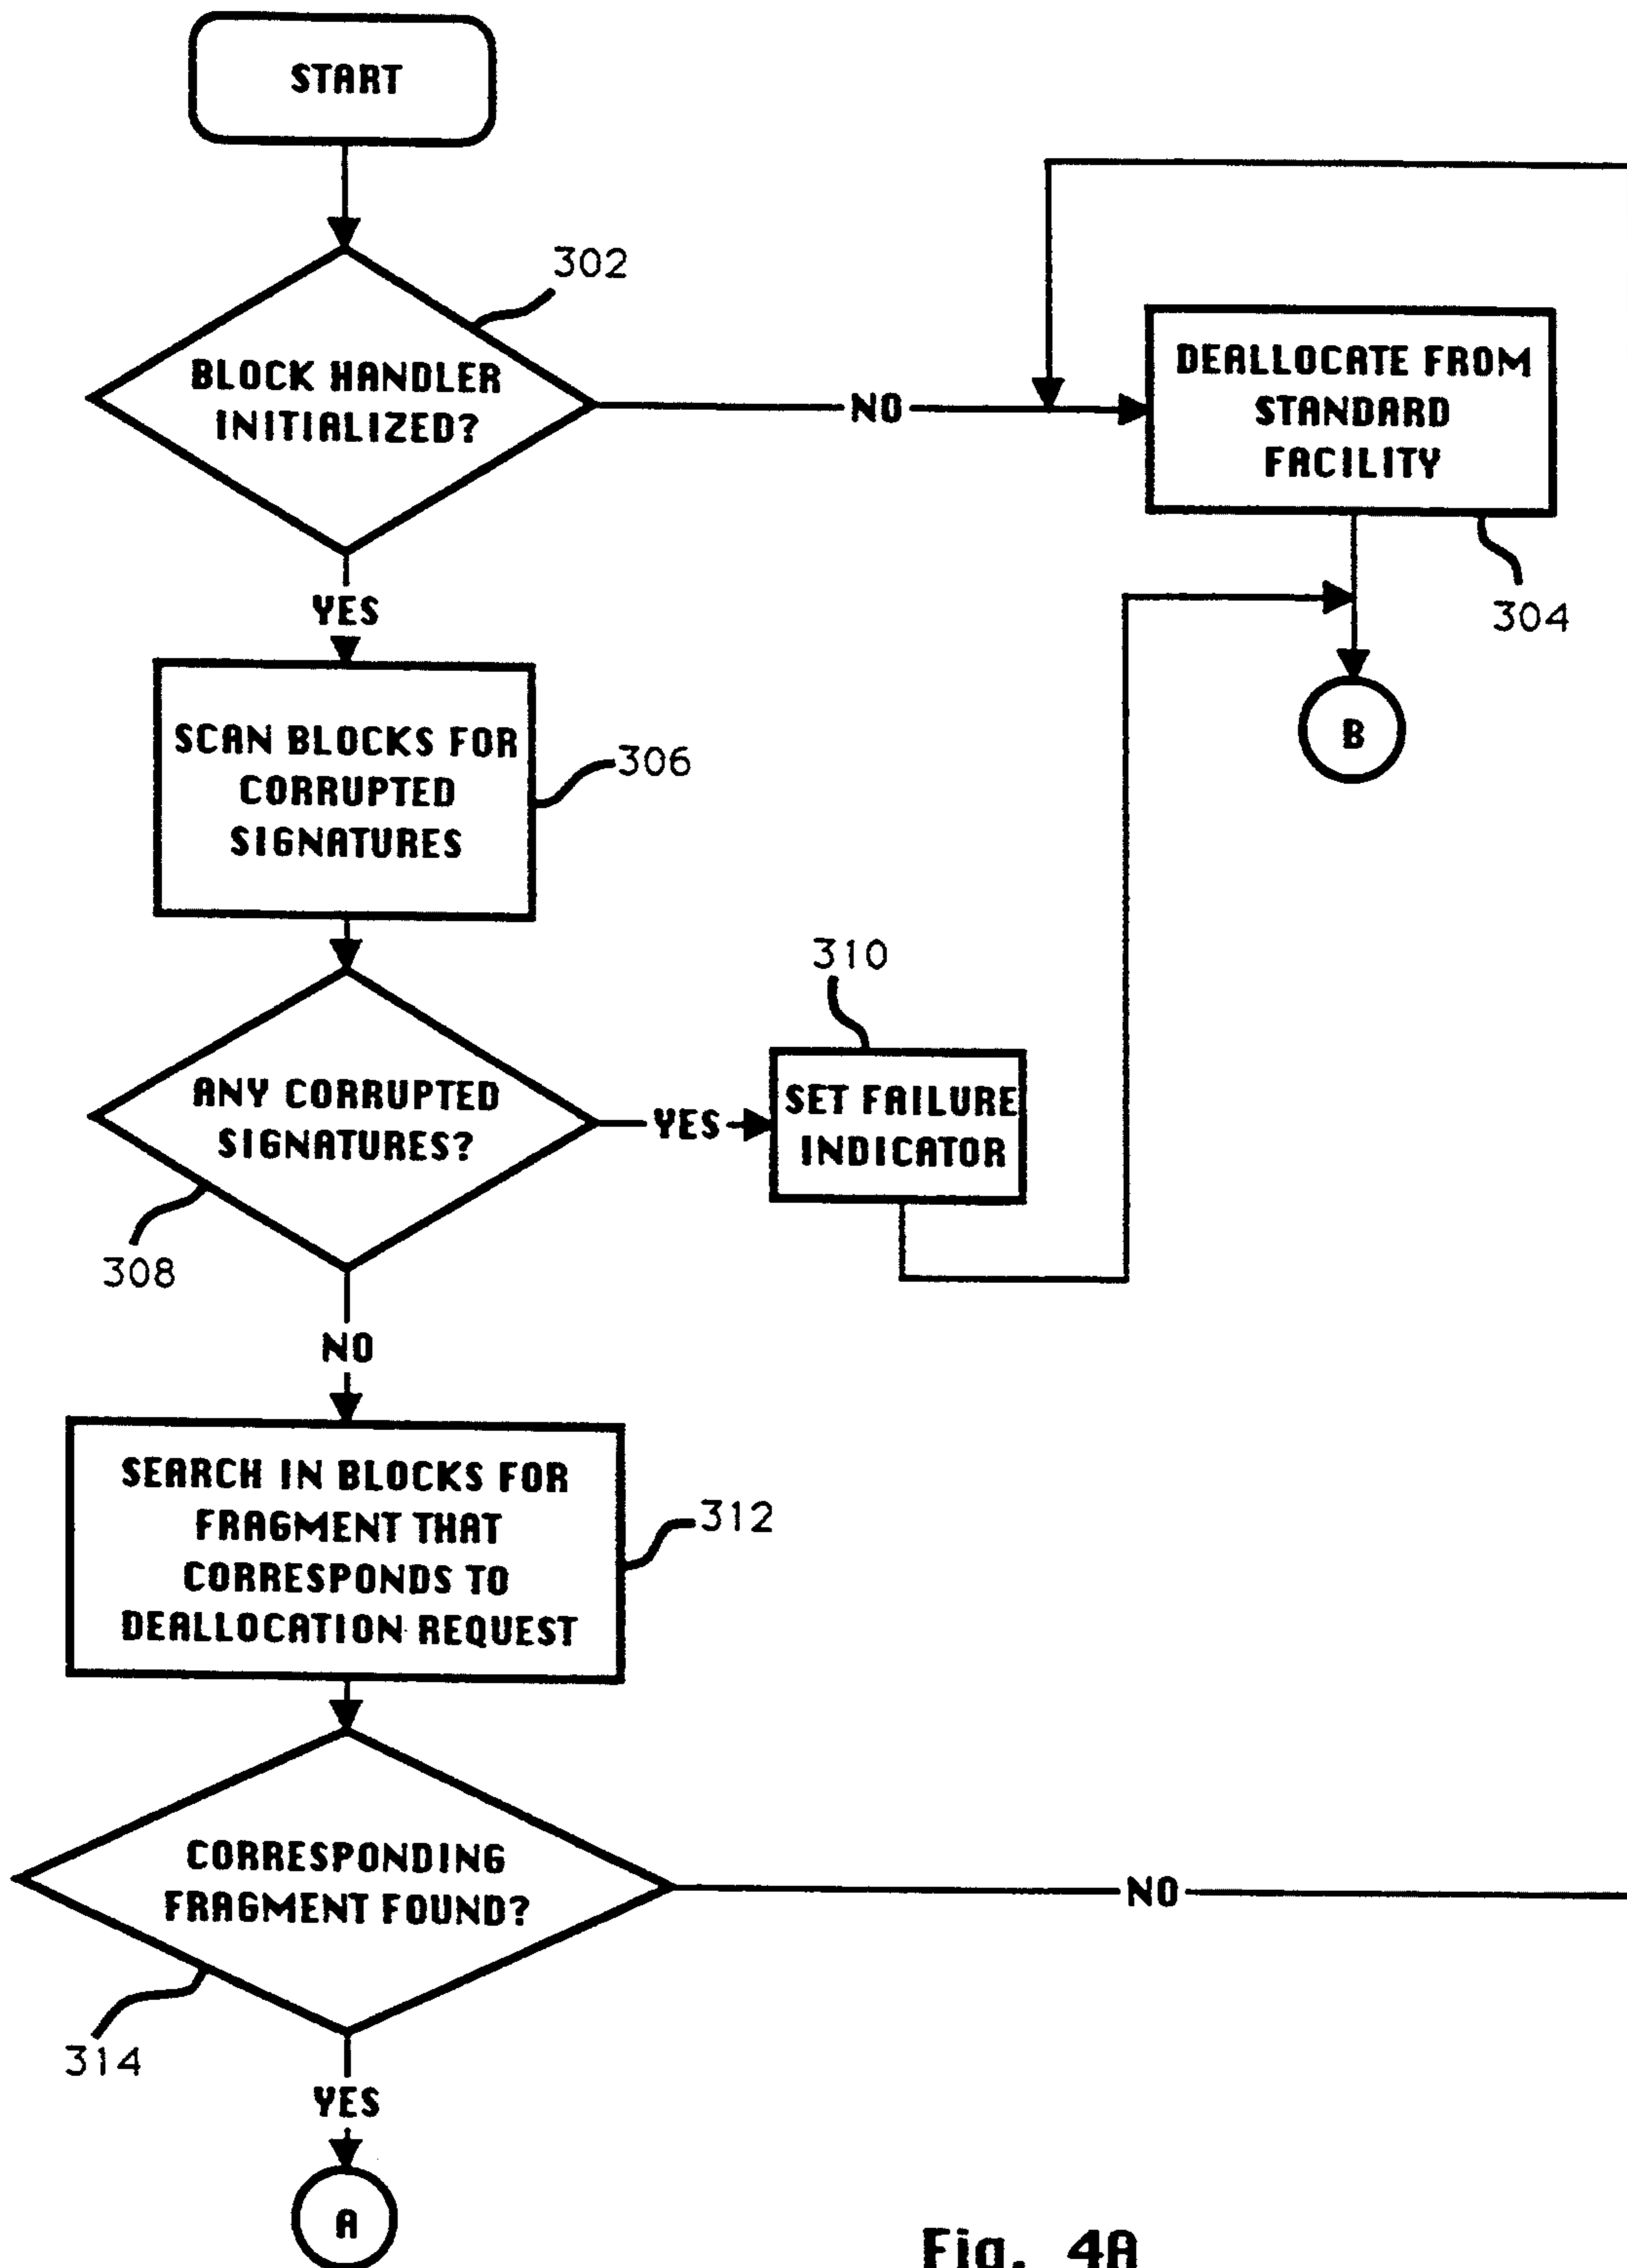 START
302
BLOCK HANDLER
INITIALIZED?
NO
DEALLOCATE FROM
STANDARD
FACILITY
304
YES
B
SCAN BLOCKS FOR
CORRUPTED
SIGNATURES
306
310
ANY CORRUPTED
SIGNATURES?
YES
SET FAILURE
INDICATOR
308
NO
SEARCH IN BLOCKS FOR
FRAGMENT THAT
CORRESPONDS TO
DEALLOCATION REQUEST
312
CORRESPONDING
FRAGMENT FOUND?
NO
314
YES
A
Fig. 4A